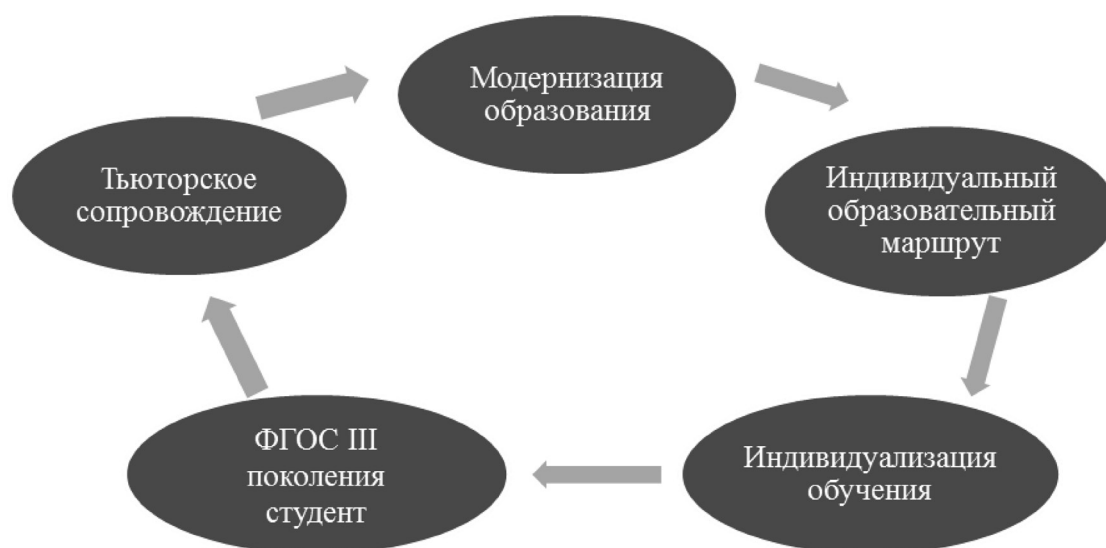 Модернизация
образования
Индивидуальный
образовательный
маршрут
Индивидуализация
обучения
ФГОС III
поколения
студент
Тьюторское
сопровождение